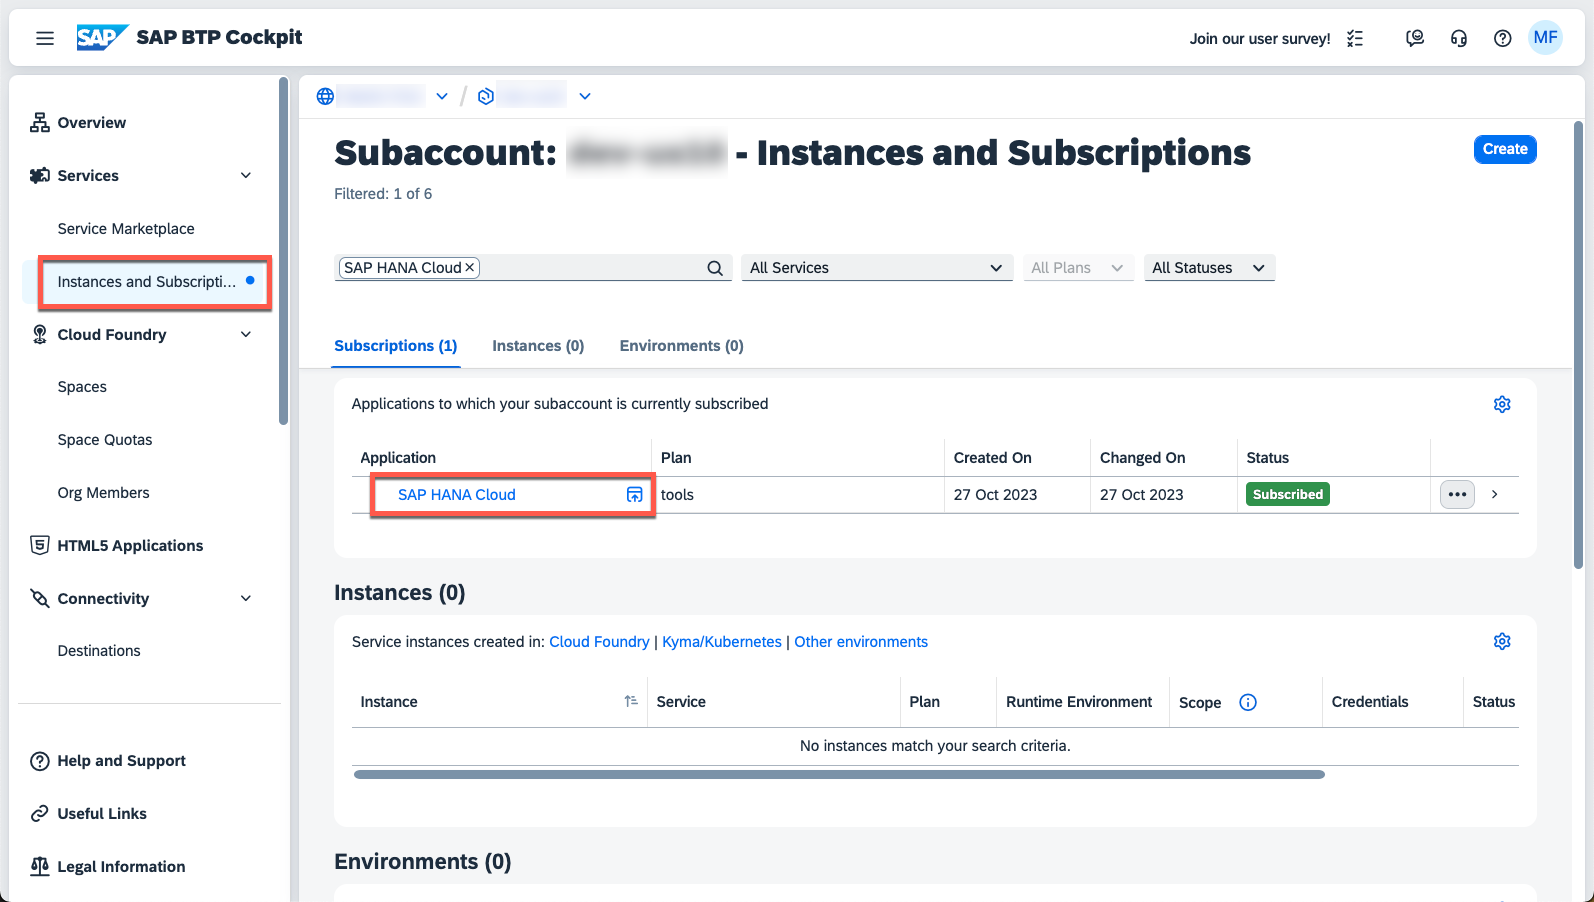 SAP SAP BTP Cockpit
Join our user survey!
MF
Overview
Services
Service Marketplace
Instances and Subscripti...
Cloud Foundry
Spaces
Space Quotas
Org Members
HTML5 Applications
Connectivity
Destinations
Help and Support
Useful Links
Legal Information
/
Subaccount: - Instances and Subscriptions
Create
Filtered: 1 of 6
SAP HANA Cloud
All Services
All Plans
All Statuses
Subscriptions (1) Instances (0) Environments (0)
Applications to which your subaccount is currently subscribed
Application Plan Created On Changed On Status
SAP HANA Cloud tools 27 Oct 2023 27 Oct 2023 Subscribed
Instances (0)
Service instances created in: Cloud Foundry | Kyma/Kubernetes | Other environments
Instance Service Plan Runtime Environment Scope Credentials Status
No instances match your search criteria.
Environments (0)